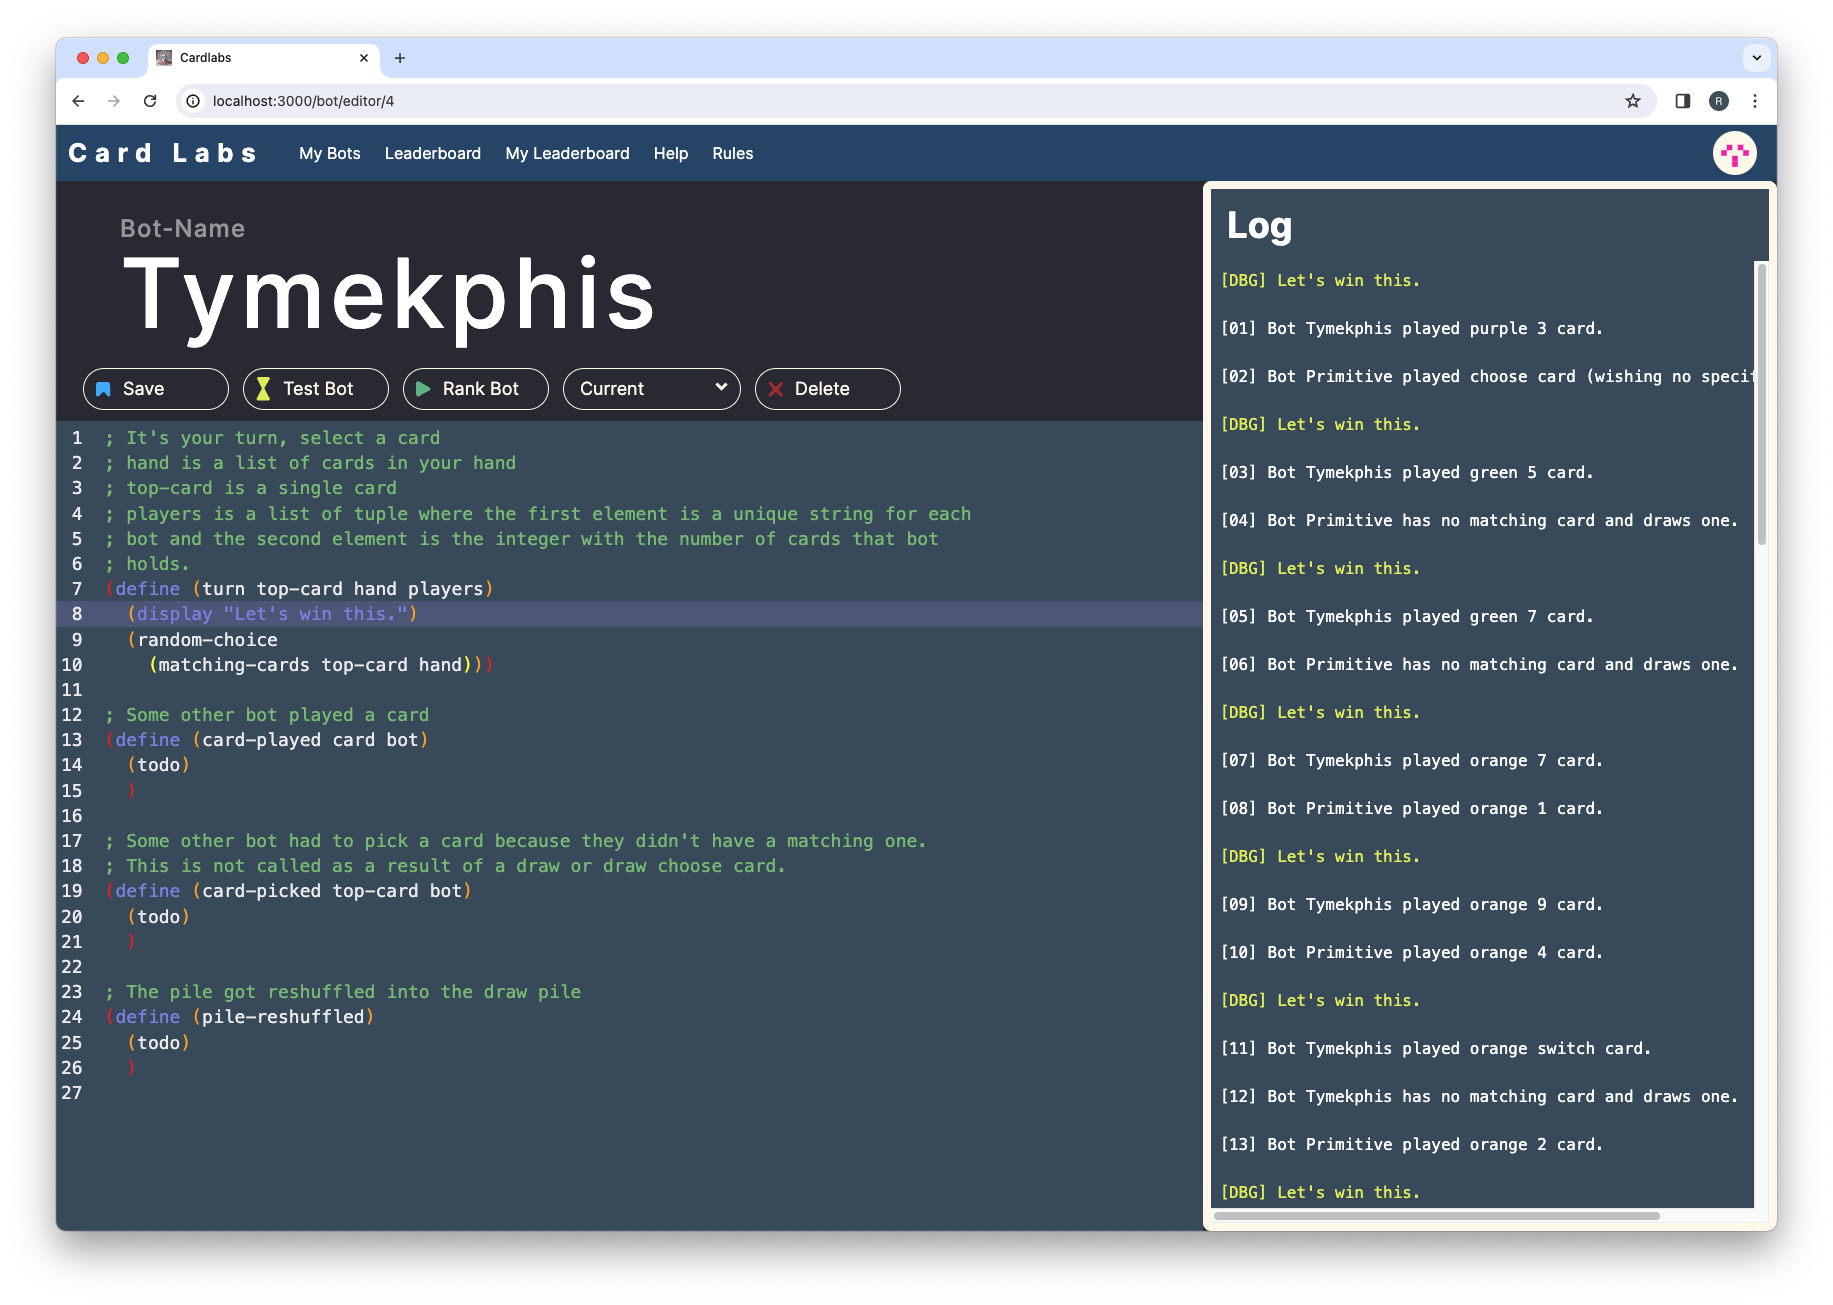 Cardlabs
localhost:3000/bot/editor/4
R
Card Labs
My Bots
Leaderboard
My Leaderboard
Help
Rules
Bot-Name
Tymekphis
Save
Test Bot
Rank Bot
Current
Delete
1 ; It's your turn, select a card
2 ; hand is a list of cards in your hand
3 ; top-card is a single card
4 ; players is a list of tuple where the first element is a unique string for each
5 ; bot and the second element is the integer with the number of cards that bot
6 ; holds.
7 (define (turn top-card hand players)
8   (display "Let's win this.")
9   (random-choice
10     (matching-cards top-card hand)))
11
12 ; Some other bot played a card
13 (define (card-played card bot)
14   (todo)
15   )
16
17 ; Some other bot had to pick a card because they didn't have a matching one.
18 ; This is not called as a result of a draw or draw choose card.
19 (define (card-picked top-card bot)
20   (todo)
21   )
22
23 ; The pile got reshuffled into the draw pile
24 (define (pile-reshuffled)
25   (todo)
26   )
27
Log
[DBG] Let's win this.
[01] Bot Tymekphis played purple 3 card.
[02] Bot Primitive played choose card (wishing no specif
[DBG] Let's win this.
[03] Bot Tymekphis played green 5 card.
[04] Bot Primitive has no matching card and draws one.
[DBG] Let's win this.
[05] Bot Tymekphis played green 7 card.
[06] Bot Primitive has no matching card and draws one.
[DBG] Let's win this.
[07] Bot Tymekphis played orange 7 card.
[08] Bot Primitive played orange 1 card.
[DBG] Let's win this.
[09] Bot Tymekphis played orange 9 card.
[10] Bot Primitive played orange 4 card.
[DBG] Let's win this.
[11] Bot Tymekphis played orange switch card.
[12] Bot Tymekphis has no matching card and draws one.
[13] Bot Primitive played orange 2 card.
[DBG] Let's win this.